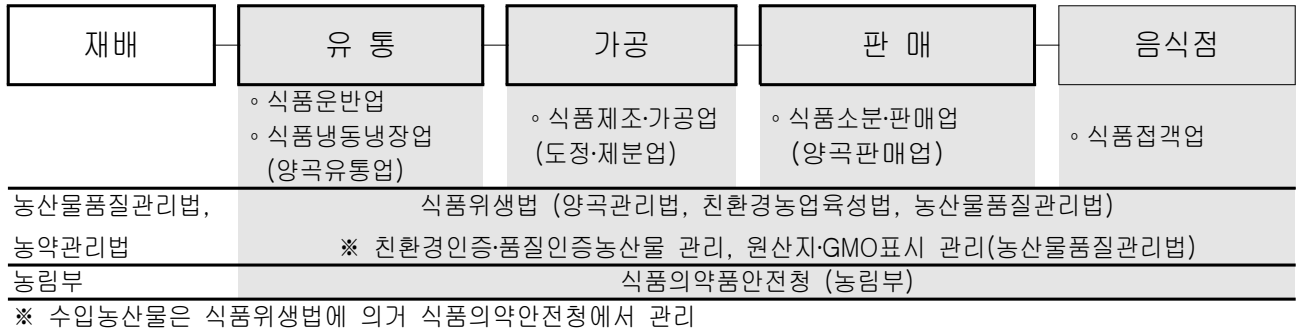 재배 유 통 가공 판 매 음식점
◦식품운반업
◦식품냉동냉장업
(양곡유통업)
◦식품제조·가공업
(도정·제분업)
◦식품소분·판매업
(양곡판매업)
◦식품접객업
농산물품질관리법, 식품위생법 (양곡관리법, 친환경농업육성법, 농산물품질관리법)
농약관리법 ※ 친환경인증·품질인증농산물 관리, 원산지·GMO표시 관리(농산물품질관리법)
농림부 식품의약품안전청 (농림부)
※ 수입농산물은 식품위생법에 의거 식품의약안전청에서 관리